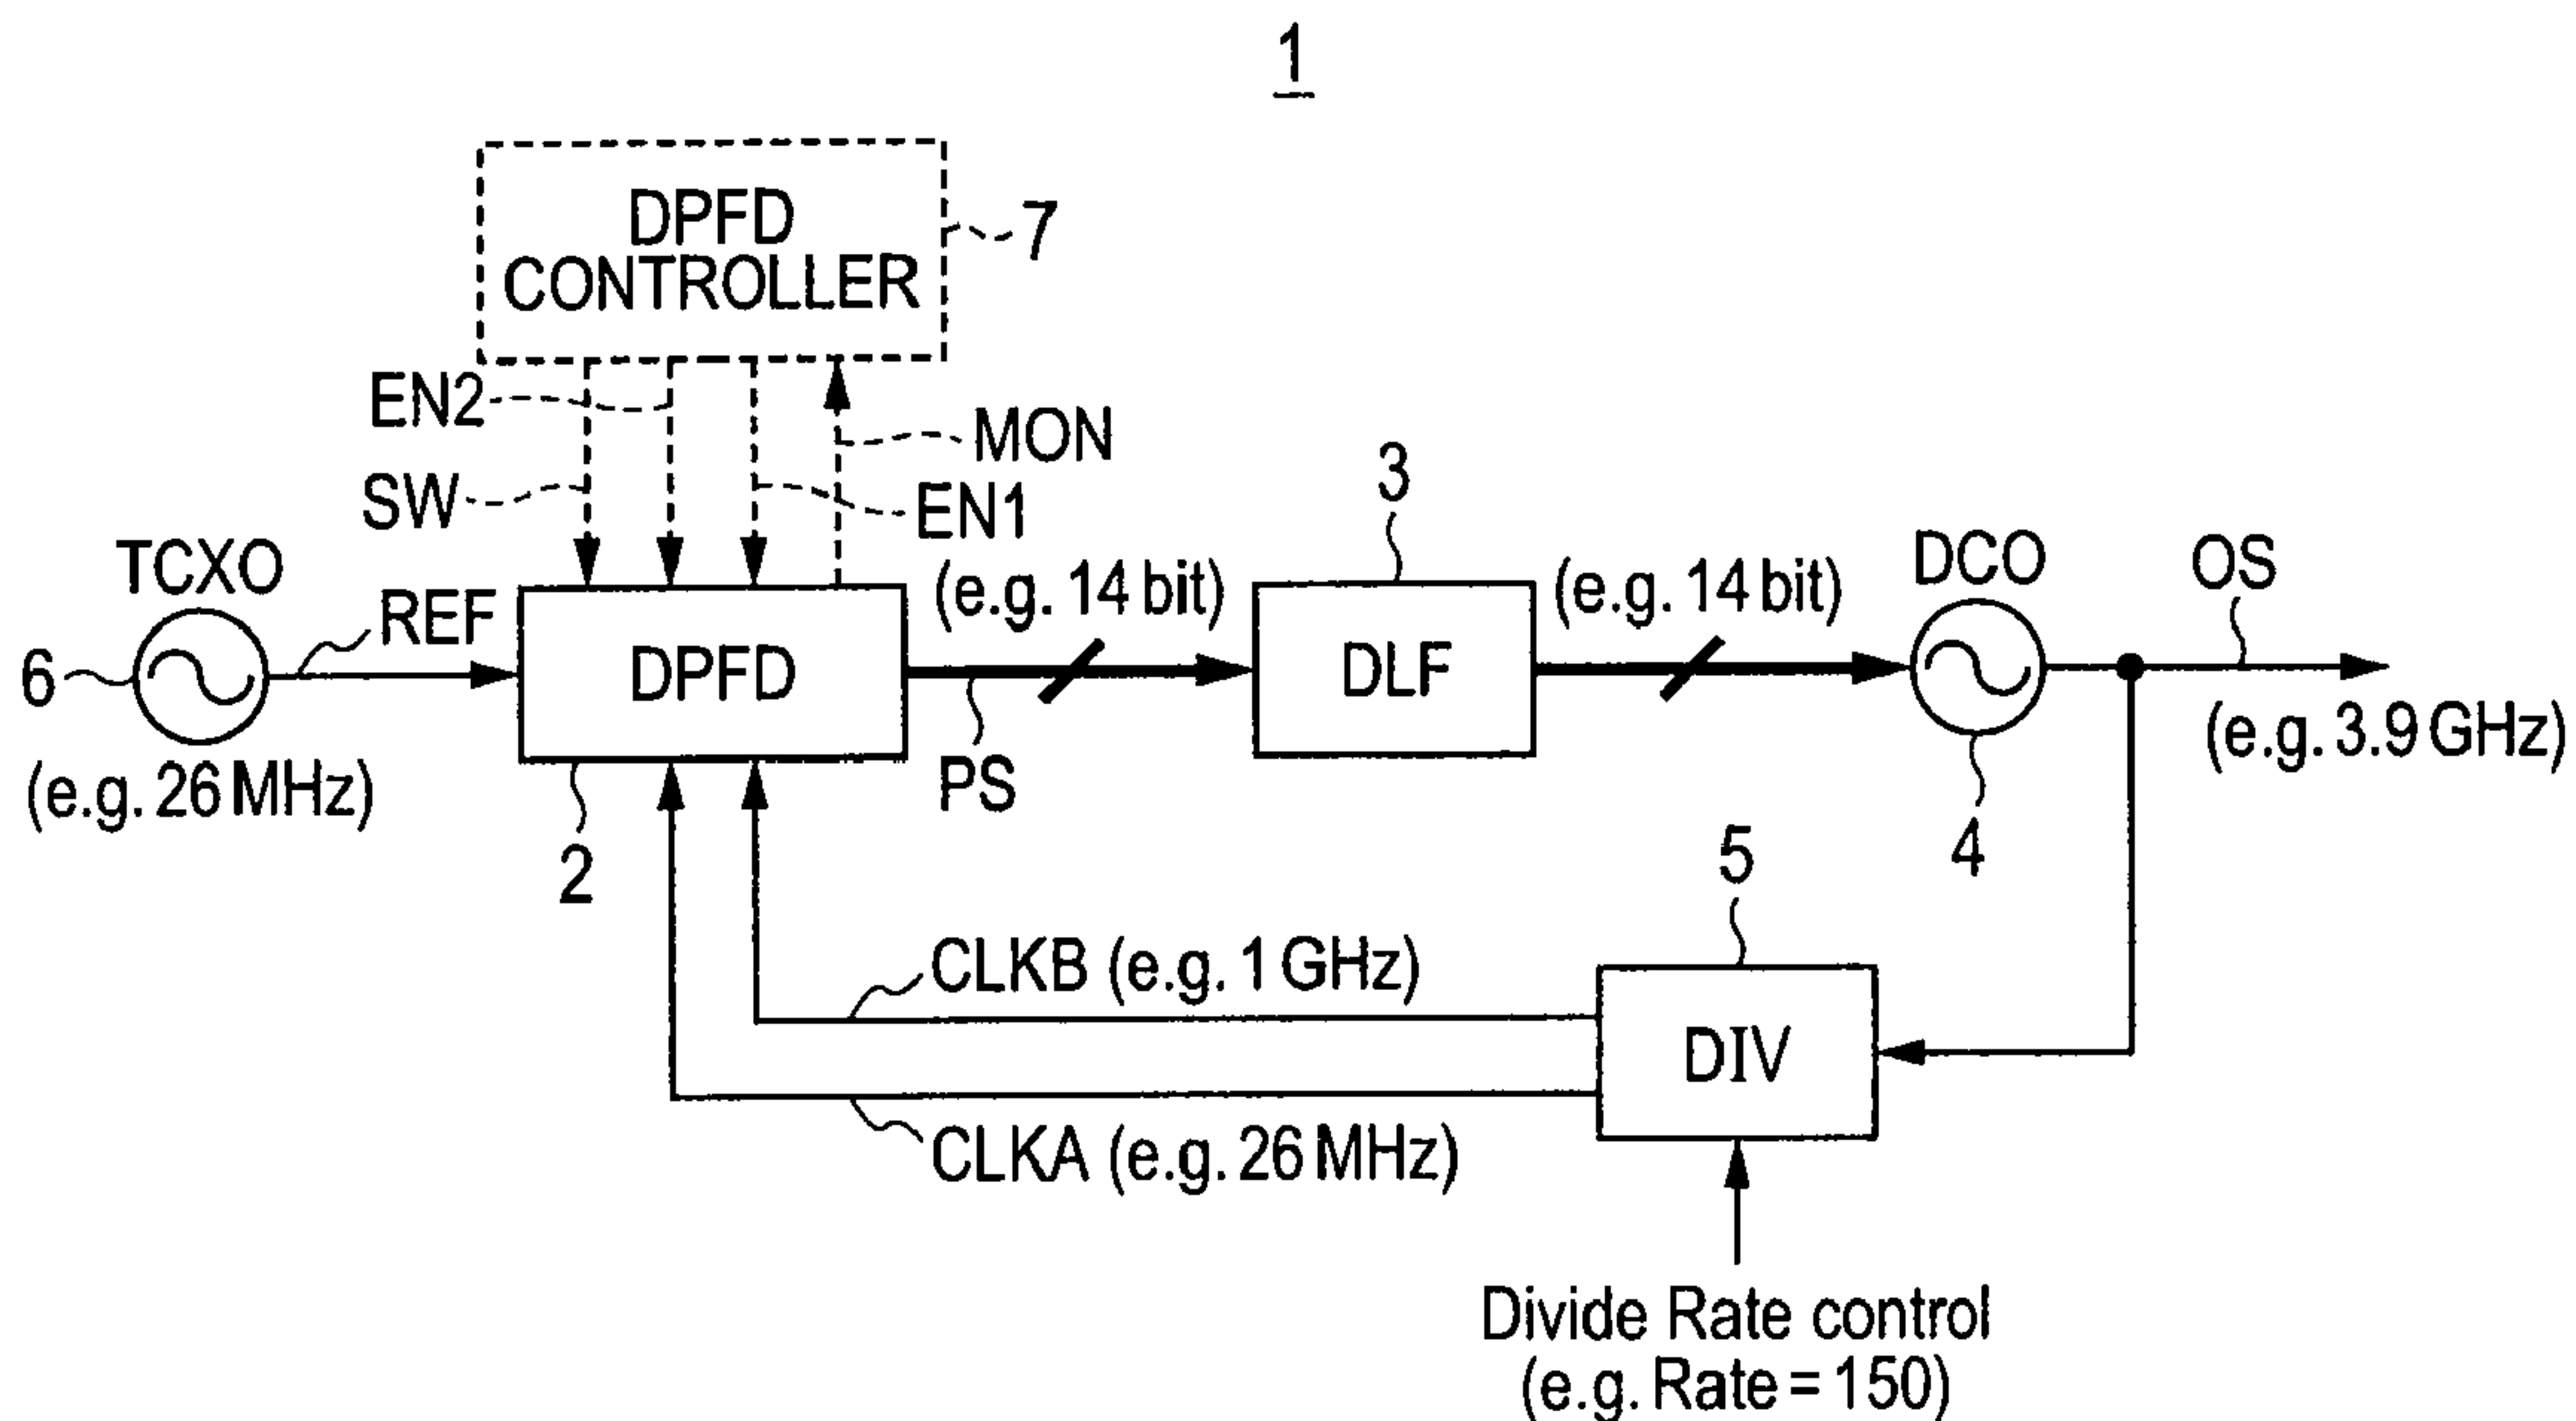 1
DPFD
CONTROLLER
7
EN2
MON
SW
EN1
3
TCXO
REF
(e.g. 14 bit)
(e.g. 14 bit)
DCO
OS
6
DPFD
DLF
(e.g. 26 MHz)
PS
(e.g. 3.9 GHz)
2
5
4
CLKB (e.g. 1 GHz)
DIV
CLKA (e.g. 26 MHz)
Divide Rate control
(e.g. Rate = 150)